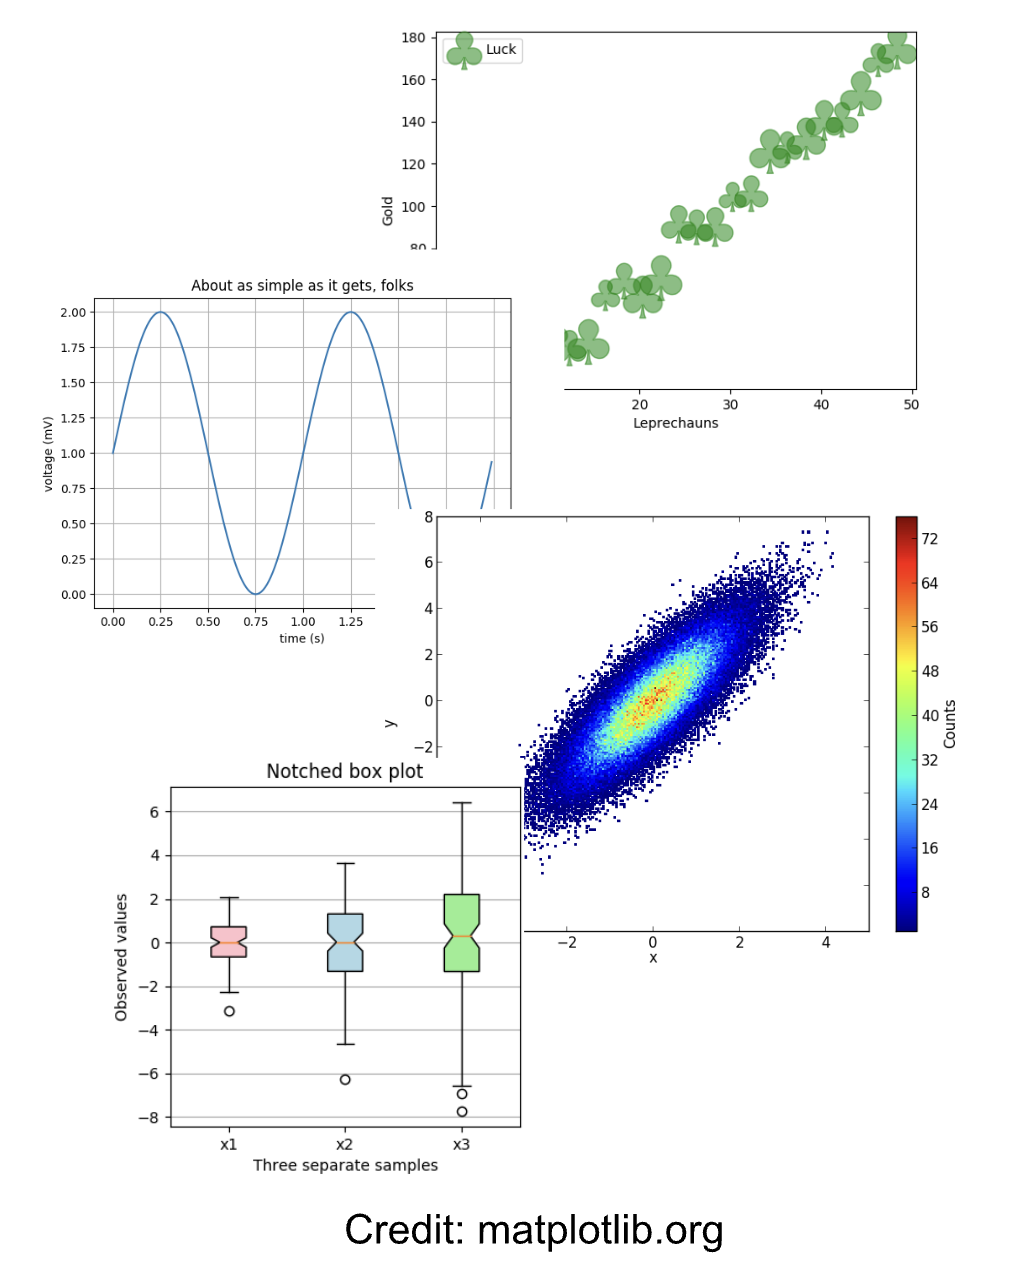 Luck
180
160
140
120
100
80
Gold
20 30 40 50
Leprechauns
About as simple as it gets, folks
2.00
1.75
1.50
1.25
1.00
0.75
0.50
0.25
0.00
voltage (mV)
0.00 0.25 0.50 0.75 1.00 1.25
time (s)
8
6
4
2
0
−2
y
−2 0 2 4
x
72
64
56
48
40
32
24
16
8
Counts
Notched box plot
6
4
2
0
−2
−4
−6
−8
Observed values
x1 x2 x3
Three separate samples
Credit: matplotlib.org